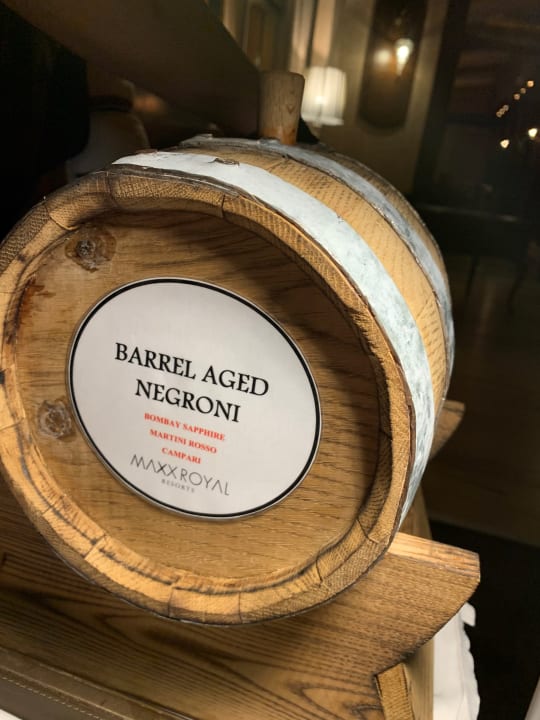 BARREL AGED
NEGRONI
BOMBAY SAPPHIRE
MARTINI ROSSO
CAMPARI
MAXX ROYAL
RESORTS